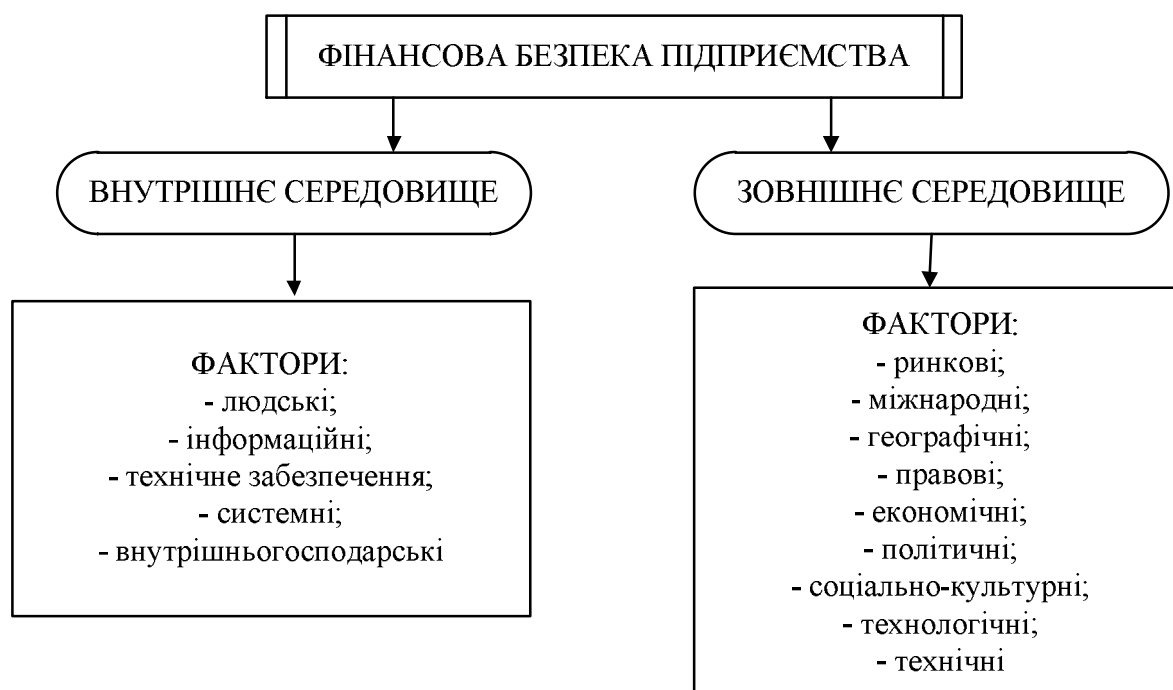 ФІНАНСОВА БЕЗПЕКА ПІДПРИЄМСТВА
ВНУТРІШНЄ СЕРЕДОВИЩЕ
ЗОВНІШНЄ СЕРЕДОВИЩЕ
ФАКТОРИ:
- людські;
- інформаційні;
- технічне забезпечення;
- системні;
- внутрішньогосподарські
ФАКТОРИ:
- ринкові;
- міжнародні;
- географічні;
- правові;
- економічні;
- політичні;
- соціально-культурні;
- технологічні;
- технічні